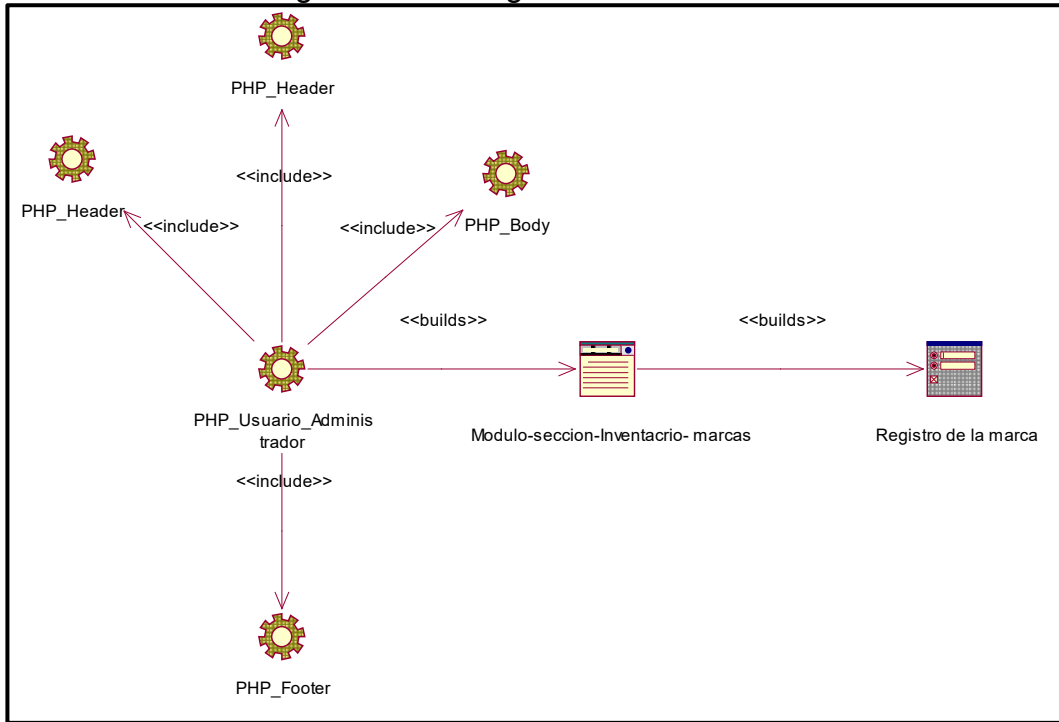 PHP_Header
<<include>>
PHP_Header
<<include>>
<<include>>
PHP_Body
<<builds>>
<<builds>>
PHP_Usuario_Adminis
trador
Modulo-seccion-Inventacrio- marcas
Registro de la marca
<<include>>
PHP_Footer